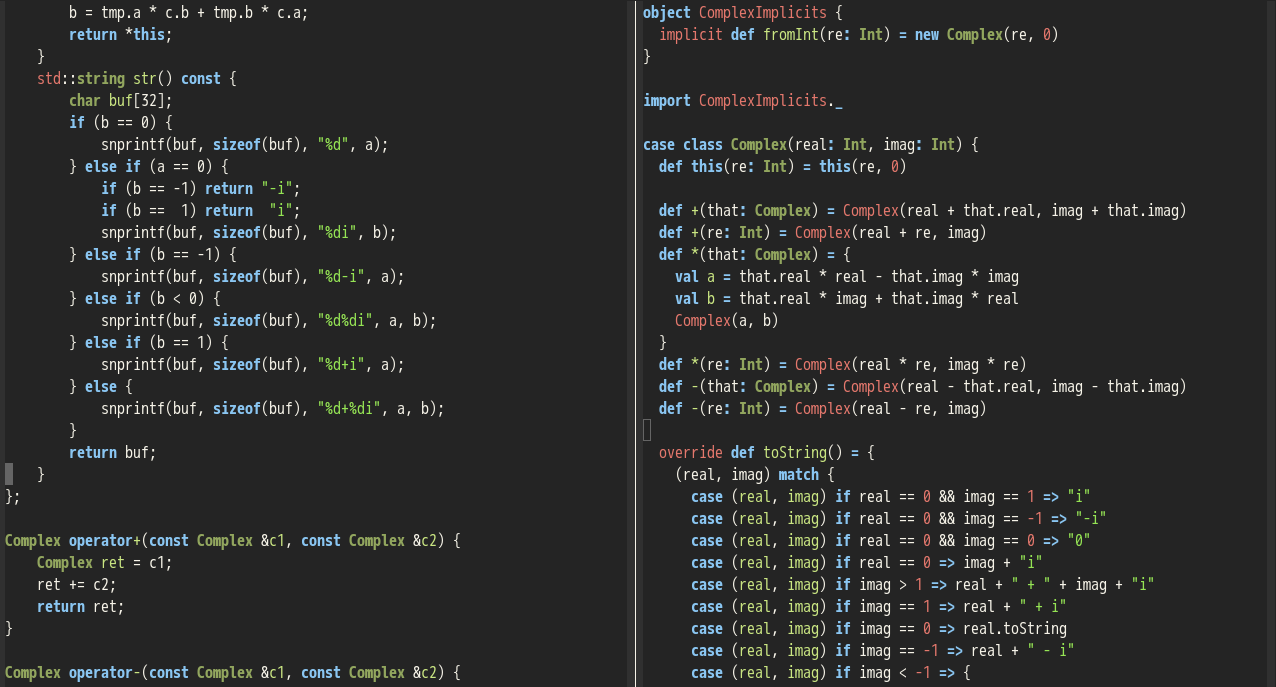 b = tmp.a * c.b + tmp.b * c.a;
        return *this;
    }
    std::string str() const {
        char buf[32];
        if (b == 0) {
            snprintf(buf, sizeof(buf), "%d", a);
        } else if (a == 0) {
            if (b == -1) return "-i";
            if (b ==  1) return  "i";
            snprintf(buf, sizeof(buf), "%di", b);
        } else if (b == -1) {
            snprintf(buf, sizeof(buf), "%d-i", a);
        } else if (b < 0) {
            snprintf(buf, sizeof(buf), "%d%di", a, b);
        } else if (b == 1) {
            snprintf(buf, sizeof(buf), "%d+i", a);
        } else {
            snprintf(buf, sizeof(buf), "%d+%di", a, b);
        }
        return buf;
    }
};

Complex operator+(const Complex &c1, const Complex &c2) {
    Complex ret = c1;
    ret += c2;
    return ret;
}

Complex operator-(const Complex &c1, const Complex &c2) {
object ComplexImplicits {
  implicit def fromInt(re: Int) = new Complex(re, 0)
}

import ComplexImplicits._

case class Complex(real: Int, imag: Int) {
  def this(re: Int) = this(re, 0)

  def +(that: Complex) = Complex(real + that.real, imag + that.imag)
  def +(re: Int) = Complex(real + re, imag)
  def *(that: Complex) = {
    val a = that.real * real - that.imag * imag
    val b = that.real * imag + that.imag * real
    Complex(a, b)
  }
  def *(re: Int) = Complex(real * re, imag * re)
  def -(that: Complex) = Complex(real - that.real, imag - that.imag)
  def -(re: Int) = Complex(real - re, imag)

  override def toString() = {
    (real, imag) match {
      case (real, imag) if real == 0 && imag == 1 => "i"
      case (real, imag) if real == 0 && imag == -1 => "-i"
      case (real, imag) if real == 0 && imag == 0 => "0"
      case (real, imag) if real == 0 => imag + "i"
      case (real, imag) if imag > 1 => real + " + " + imag + "i"
      case (real, imag) if imag == 1 => real + " + i"
      case (real, imag) if imag == 0 => real.toString
      case (real, imag) if imag == -1 => real + " - i"
      case (real, imag) if imag < -1 => {